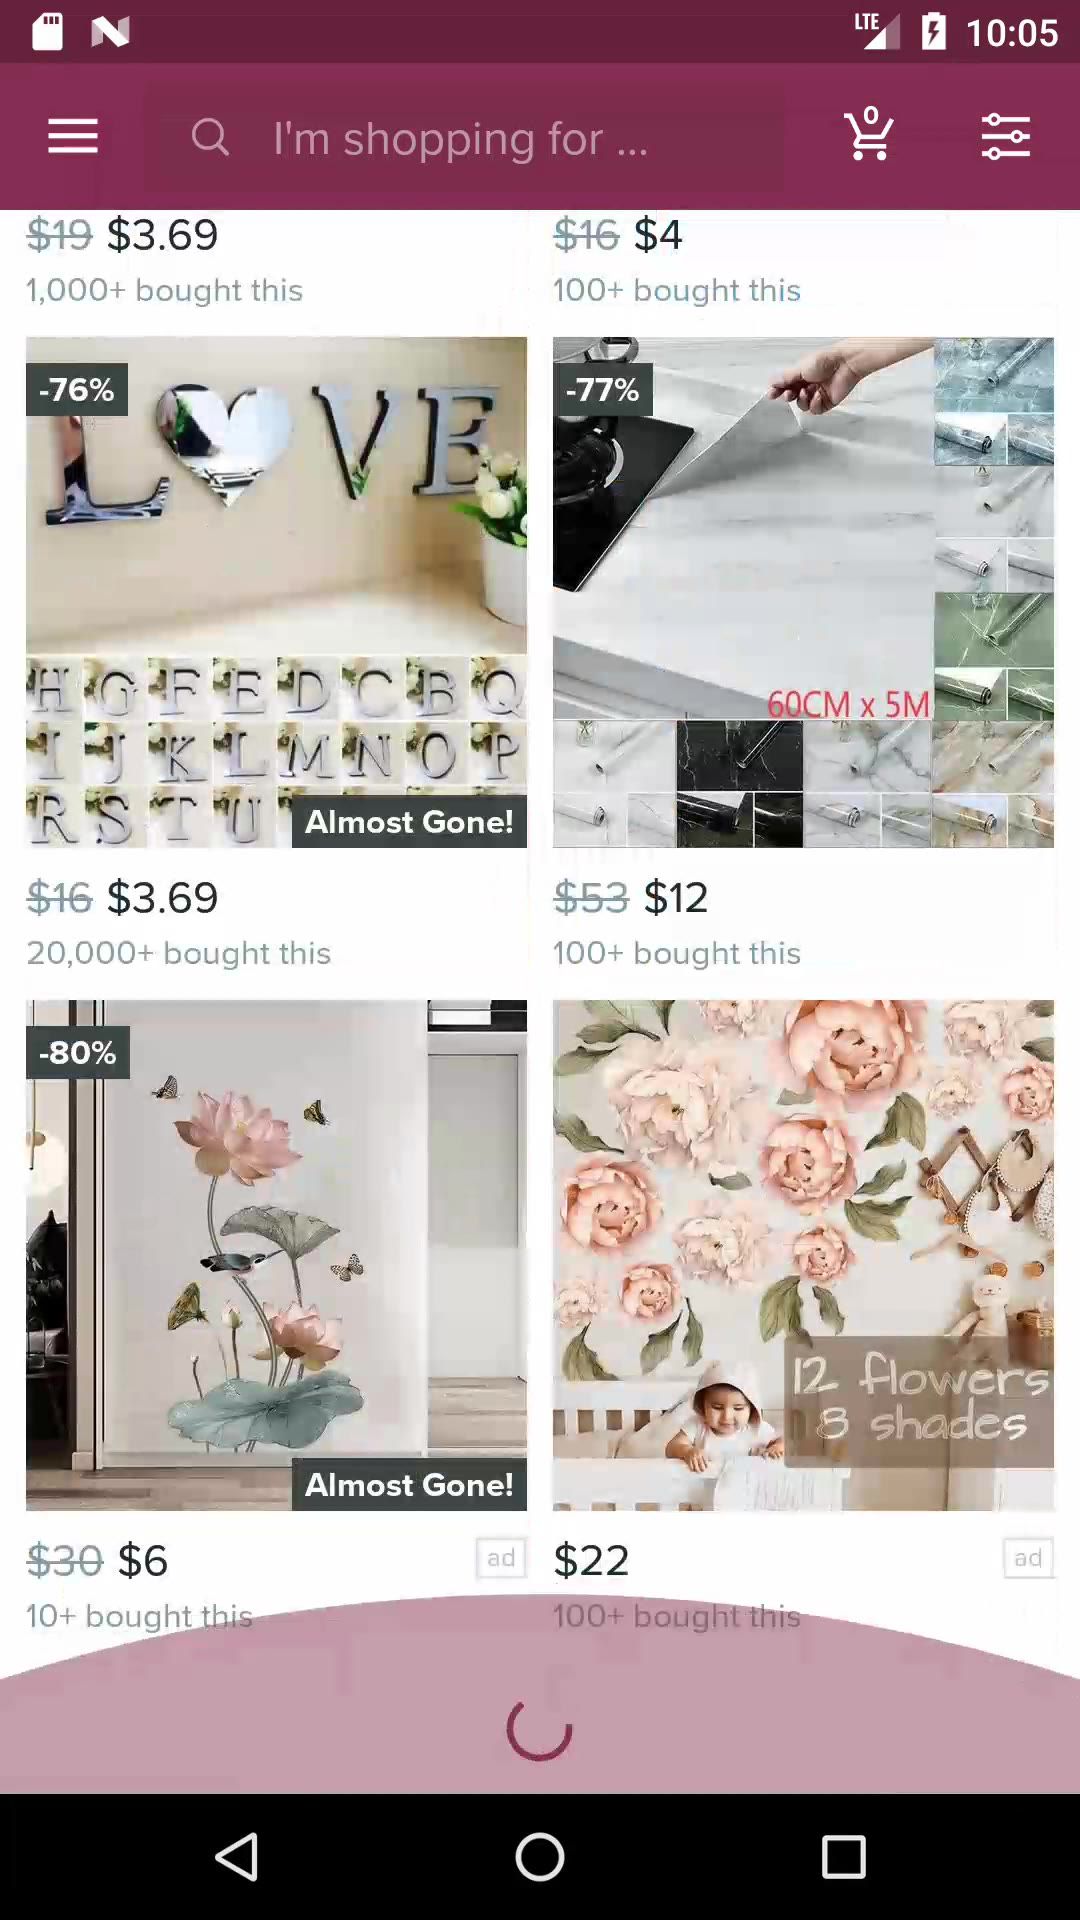 LTE 10:05
I'm shopping for ...
0
$19 $3.69
1,000+ bought this
$16 $4
100+ bought this
-76%
L VE
H G F E D C B Q
I J K L M N O P
R S T U
Almost Gone!
$16 $3.69
20,000+ bought this
-77%
60CM x 5M
$53 $12
100+ bought this
-80%
Almost Gone!
$30 $6
ad
10+ bought this
12 flowers
8 shades
$22
ad
100+ bought this